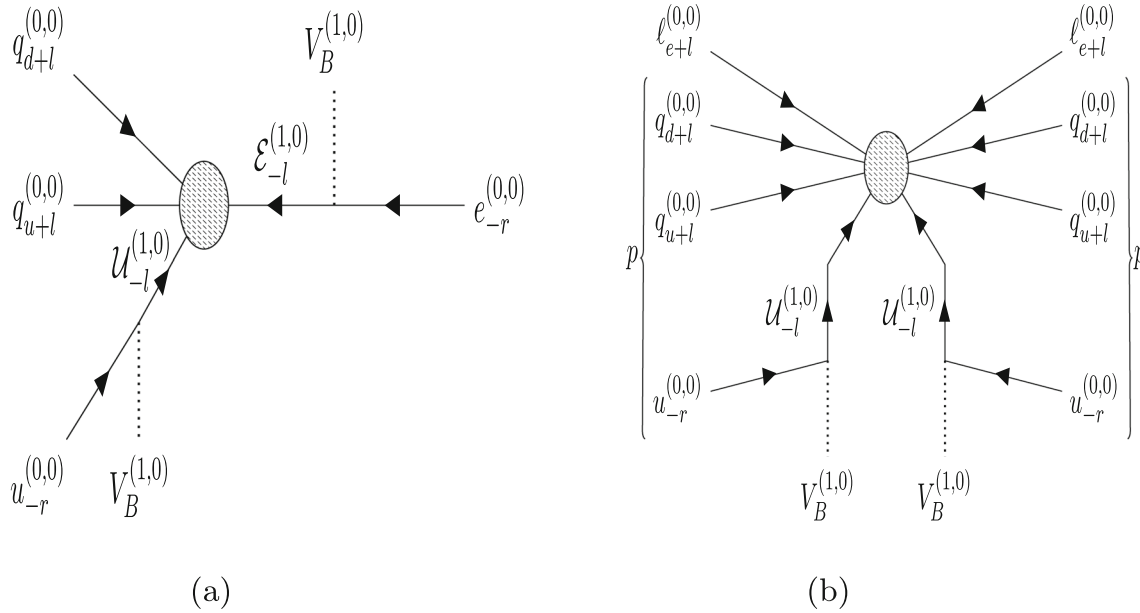 q_{d+l}^{(0,0)}
V_B^{(1,0)}
\mathcal{E}_{-l}^{(1,0)}
q_{u+l}^{(0,0)}
e_{-r}^{(0,0)}
\mathcal{U}_{-l}^{(1,0)}
u_{-r}^{(0,0)}
V_B^{(1,0)}
(a)
\ell_{e+l}^{(0,0)}
\ell_{e+l}^{(0,0)}
q_{d+l}^{(0,0)}
q_{d+l}^{(0,0)}
q_{u+l}^{(0,0)}
q_{u+l}^{(0,0)}
p
p
\mathcal{U}_{-l}^{(1,0)}
\mathcal{U}_{-l}^{(1,0)}
u_{-r}^{(0,0)}
u_{-r}^{(0,0)}
V_B^{(1,0)}
V_B^{(1,0)}
(b)